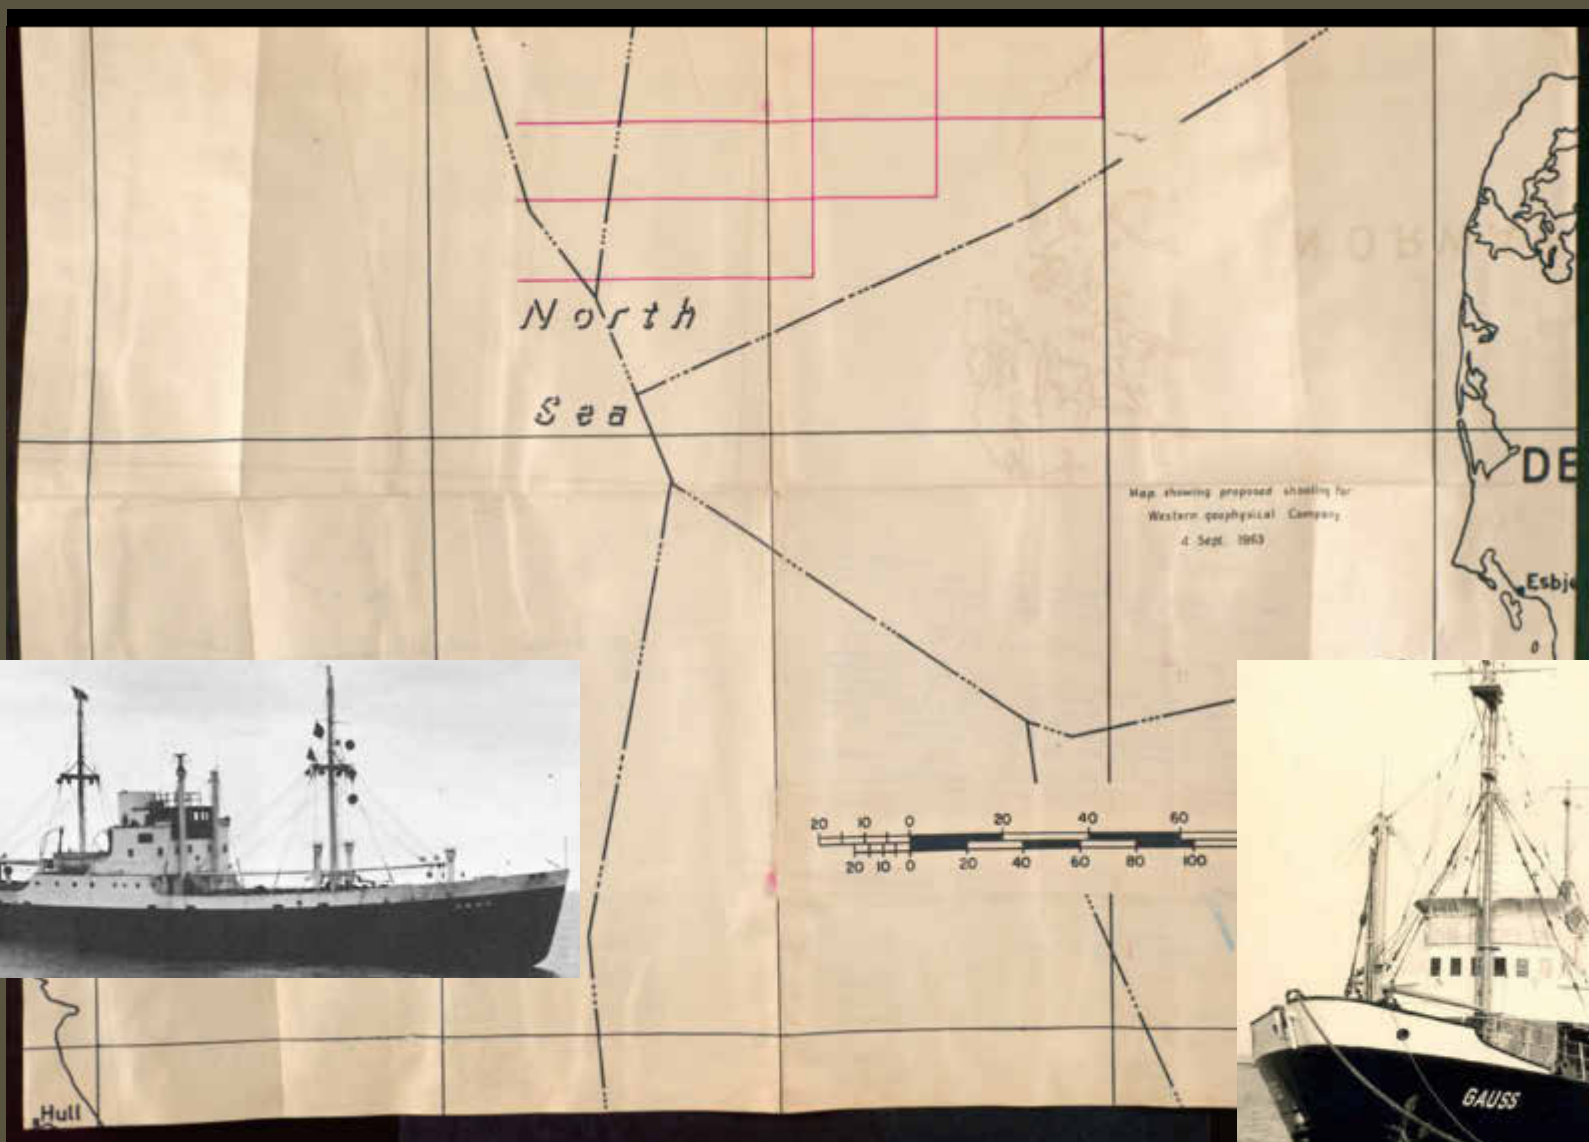 North
Sea
Map showing proposed shooting for
Western geophysical Company
4 Sept. 1963
DE
Esbje
20 10 0 20 40 60
20 10 0 20 40 60 80 100
Hull
GAUSS